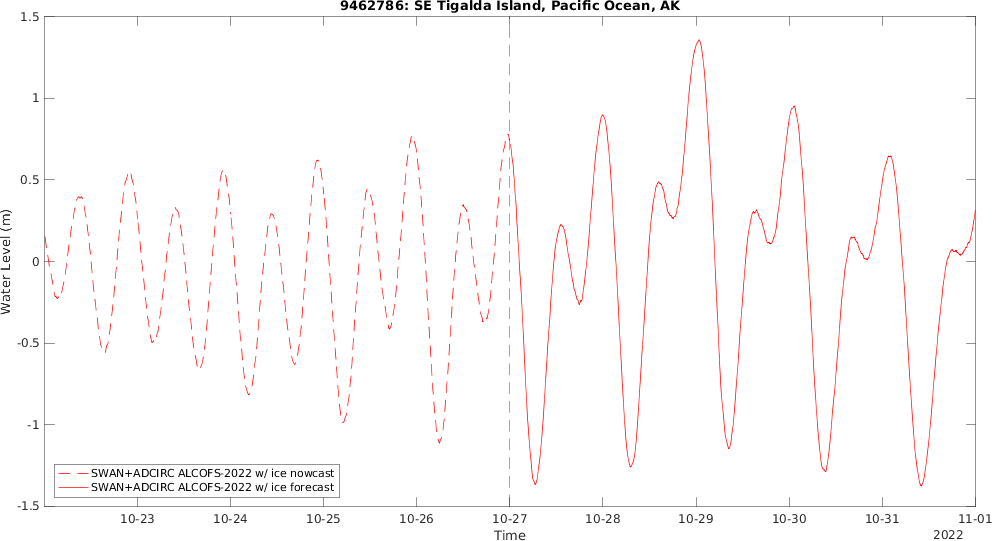 9462786: SE Tigalda Island, Pacific Ocean, AK
1.5
1
0.5
0
-0.5
-1
-1.5
Water Level (m)
SWAN+ADCIRC ALCOFS-2022 w/ ice nowcast
SWAN+ADCIRC ALCOFS-2022 w/ ice forecast
10-23 10-24 10-25 10-26 10-27 10-28 10-29 10-30 10-31 11-01
Time
2022